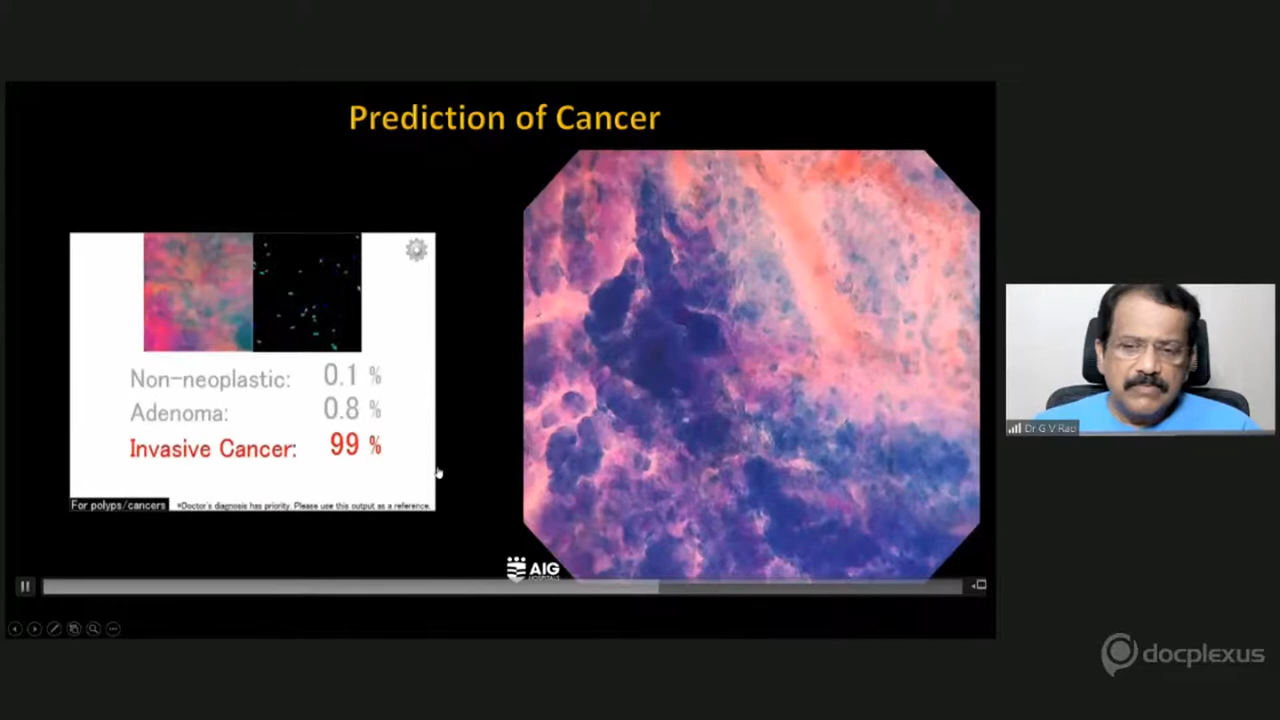 Prediction of Cancer
Non-neoplastic: 0.1 %
Adenoma: 0.8 %
Invasive Cancer: 99 %
For polyps/cancers
*Doctor's diagnosis has priority. Please use this output as a reference.
AIG
HOSPITALS
Dr G V Rao
docplexus